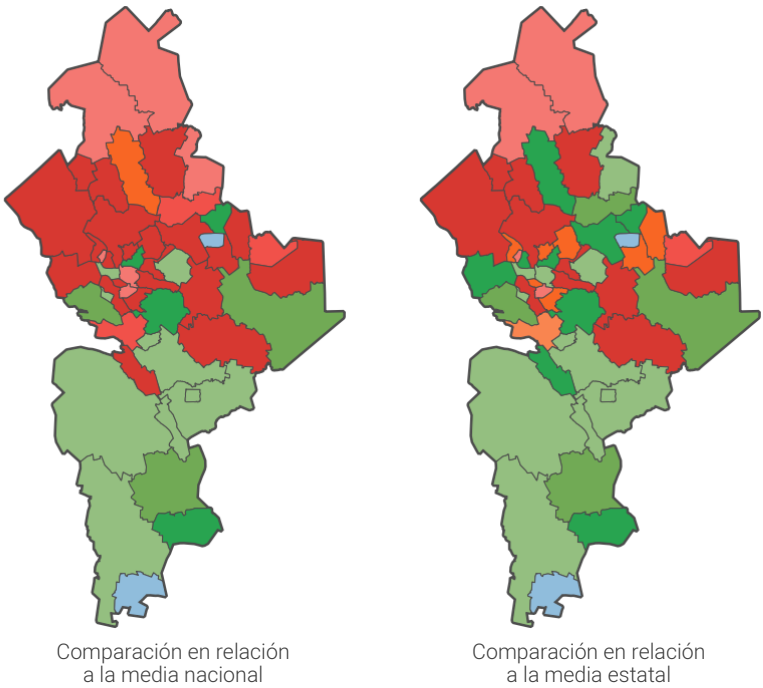 Comparación en relación
a la media nacional
Comparación en relación
a la media estatal